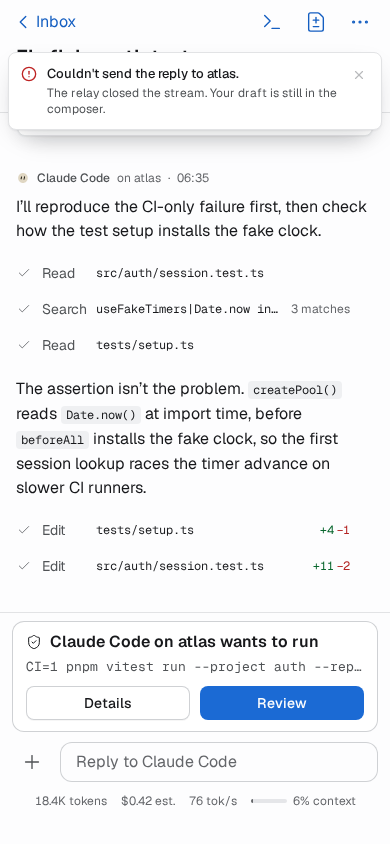 Inbox
Couldn't send the reply to atlas.
The relay closed the stream. Your draft is still in the
composer.
Claude Code on atlas · 06:35
I'll reproduce the CI-only failure first, then check
how the test setup installs the fake clock.
Read src/auth/session.test.ts
Search useFakeTimers|Date.now in… 3 matches
Read tests/setup.ts
The assertion isn't the problem. createPool()
reads Date.now() at import time, before
beforeAll installs the fake clock, so the first
session lookup races the timer advance on
slower CI runners.
Edit tests/setup.ts +4 −1
Edit src/auth/session.test.ts +11 −2
Claude Code on atlas wants to run
CI=1 pnpm vitest run --project auth --rep…
Details Review
Reply to Claude Code
18.4K tokens $0.42 est. 76 tok/s 6% context